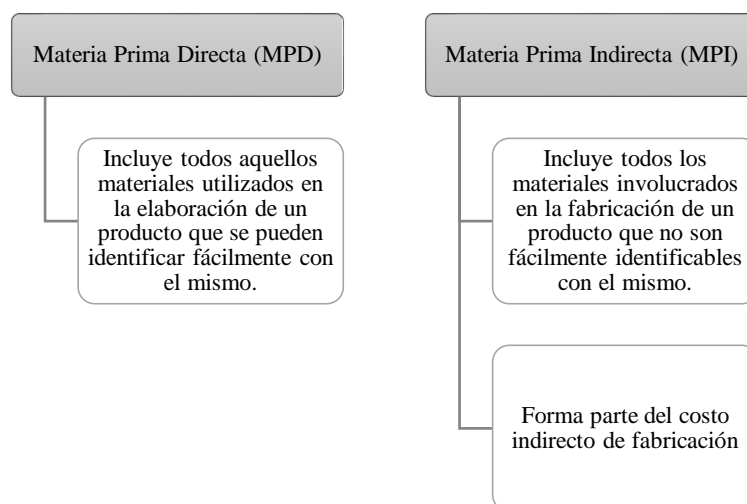 Materia Prima Directa (MPD)
Incluye todos aquellos
materiales utilizados en
la elaboración de un
producto que se pueden
identificar fácilmente con
el mismo.
Materia Prima Indirecta (MPI)
Incluye todos los
materiales involucrados
en la fabricación de un
producto que no son
fácilmente identificables
con el mismo.
Forma parte del costo
indirecto de fabricación